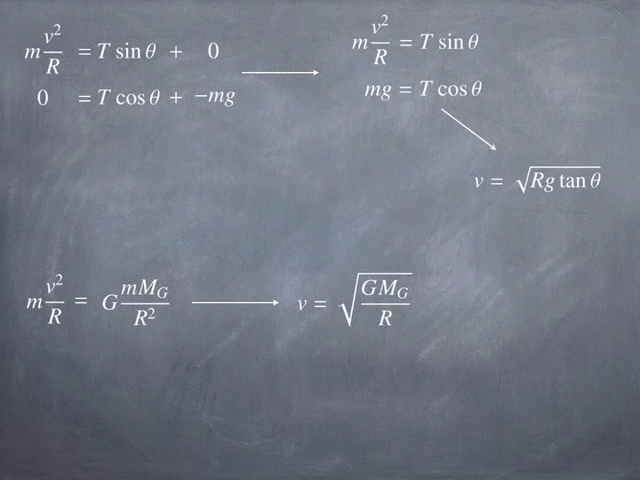 m v²/R = T sin θ + 0
0 = T cos θ + −mg
m v²/R = T sin θ
mg = T cos θ
v = √(Rg tan θ)
m v²/R = G mM_G/R²
v = √(GM_G/R)